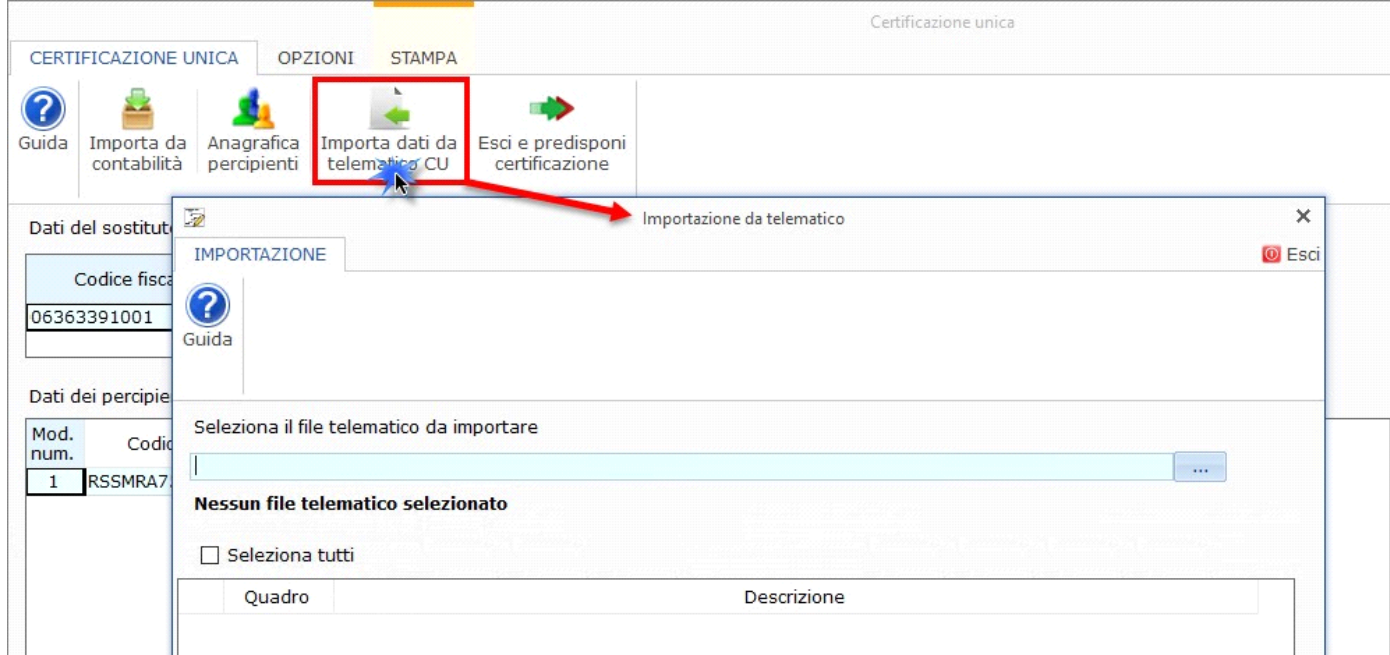 Certificazione unica
CERTIFICAZIONE UNICA OPZIONI STAMPA
Guida
Importa da
contabilità
Anagrafica
percipienti
Importa dati da
telematico CU
Esci e predisponi
certificazione
Dati del sostitut
Importazione da telematico
IMPORTAZIONE
Esci
Codice fisca
06363391001
Guida
Dati dei percipie
Seleziona il file telematico da importare
Mod.
num.
Codic
...
1 RSSMRA7
Nessun file telematico selezionato
Seleziona tutti
Quadro Descrizione